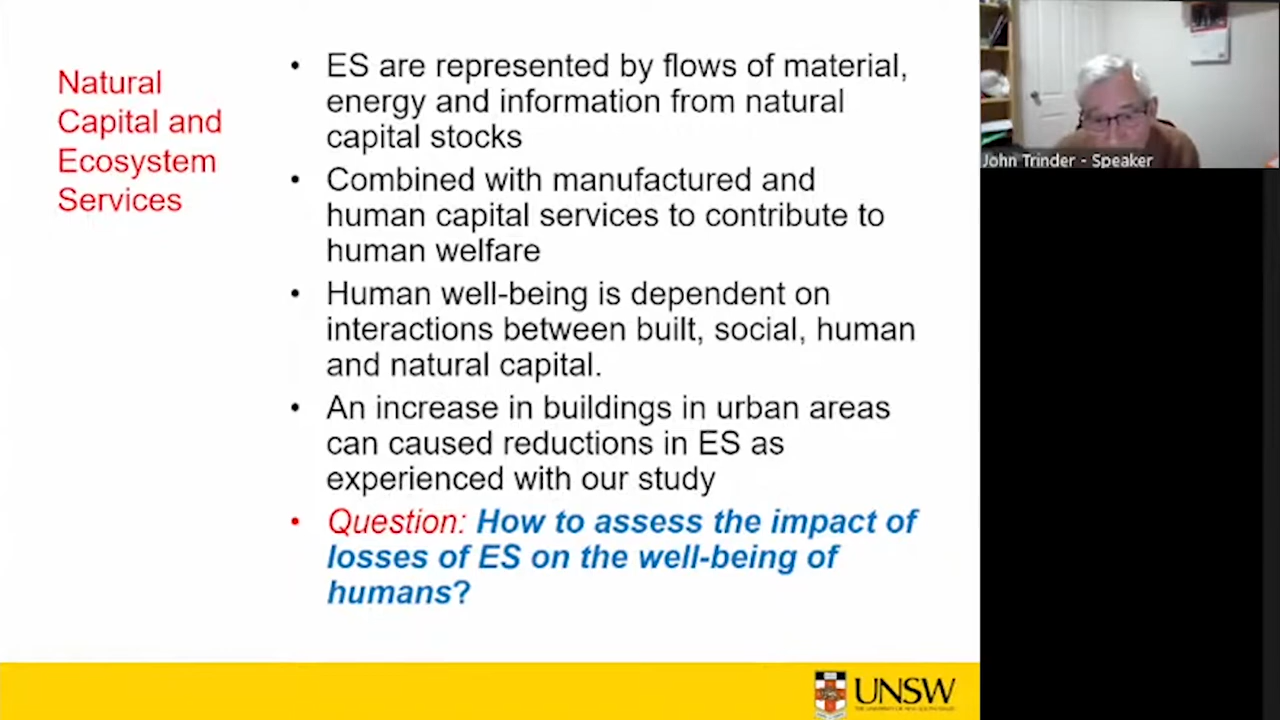 Natural
Capital and
Ecosystem
Services
• ES are represented by flows of material,
energy and information from natural
capital stocks
• Combined with manufactured and
human capital services to contribute to
human welfare
• Human well-being is dependent on
interactions between built, social, human
and natural capital.
• An increase in buildings in urban areas
can caused reductions in ES as
experienced with our study
• Question: How to assess the impact of
losses of ES on the well-being of
humans?
John Trinder - Speaker
UNSW